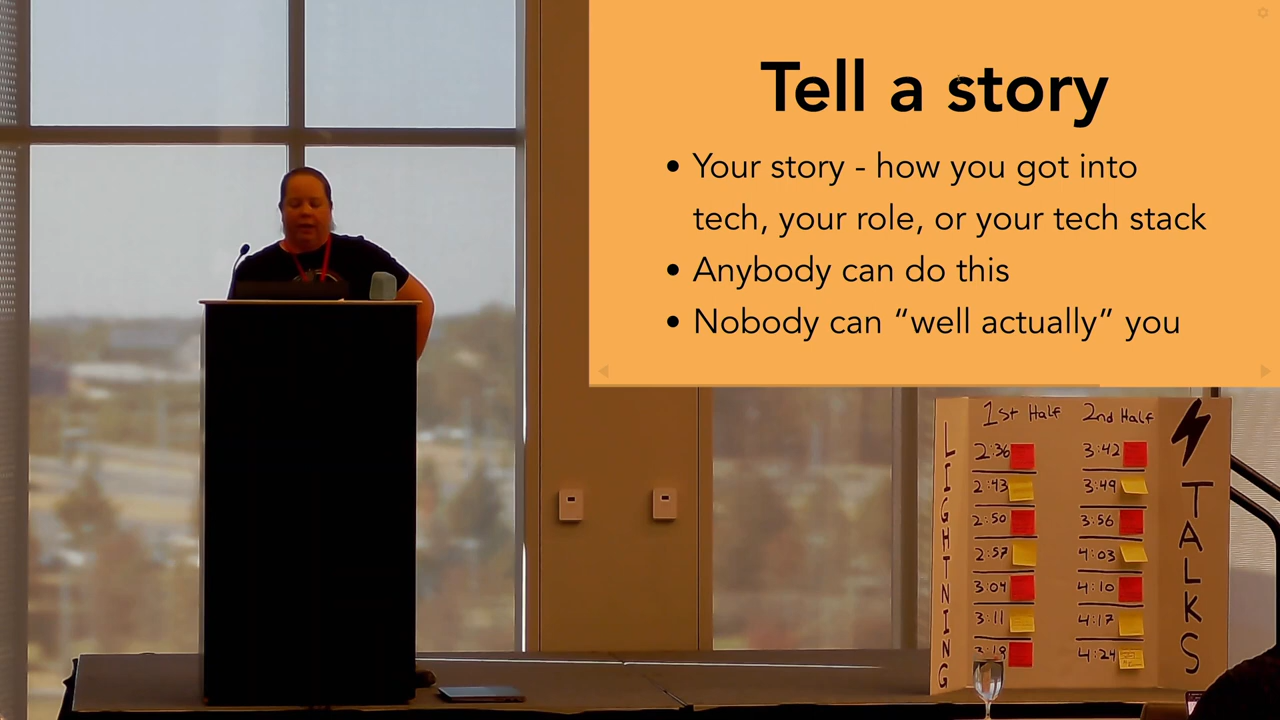 Tell a story
• Your story - how you got into
tech, your role, or your tech stack
• Anybody can do this
• Nobody can “well actually” you
LIGHTNING
1st Half
2:36
2:43
2:50
2:57
3:04
3:11
3:19
2nd Half
3:42
3:49
3:56
4:03
4:10
4:17
4:24
TALKS